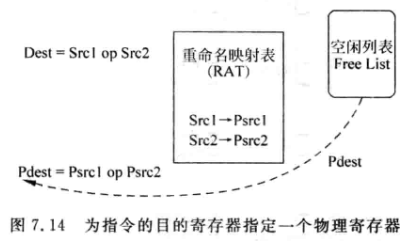 Dest = Src1 op Src2
重命名映射表
(RAT)
Src1→Psrc1
Src2→Psrc2
空闲列表
Free List
Pdest
Pdest = Psrc1 op Psrc2
图 7.14 为指令的目的寄存器指定一个物理寄存器